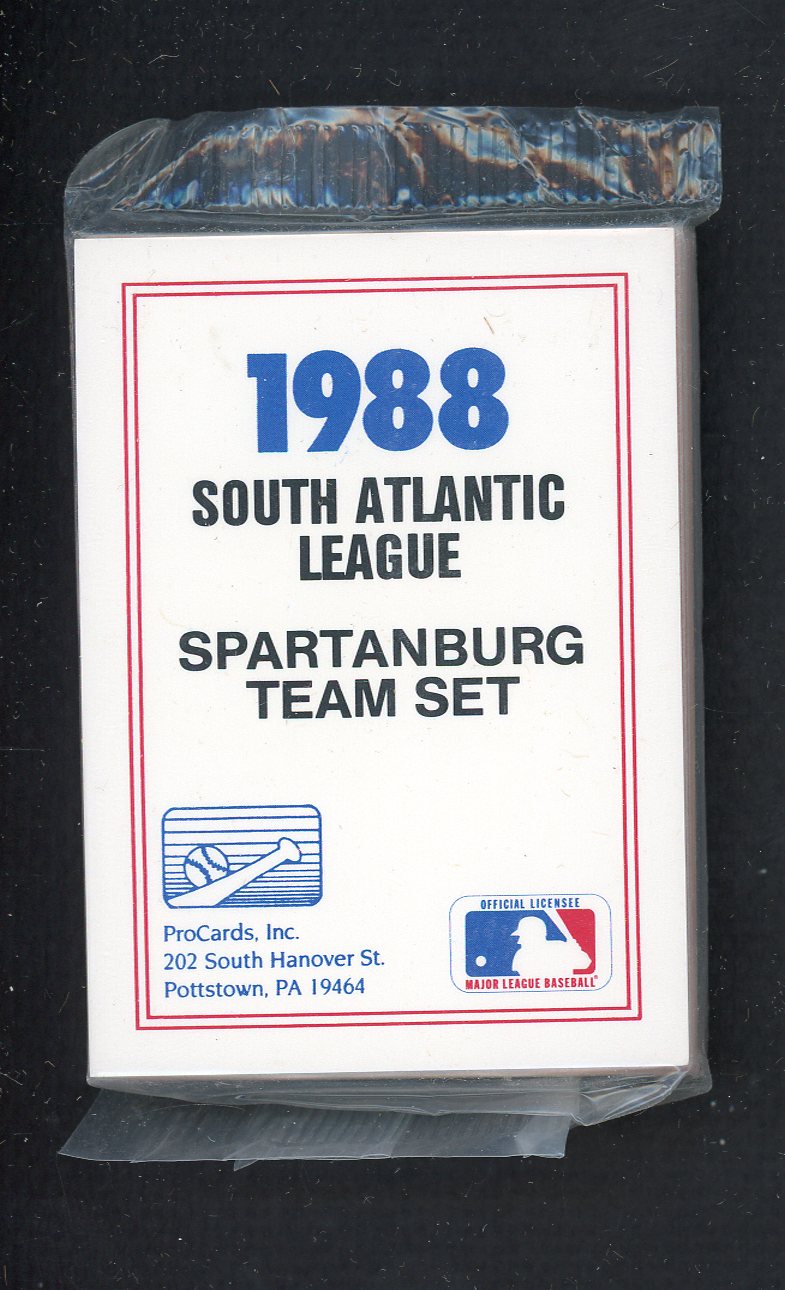 1988
SOUTH ATLANTIC
LEAGUE
SPARTANBURG
TEAM SET
ProCards, Inc.
202 South Hanover St.
Pottstown, PA 19464
OFFICIAL LICENSEE
MAJOR LEAGUE BASEBALL®